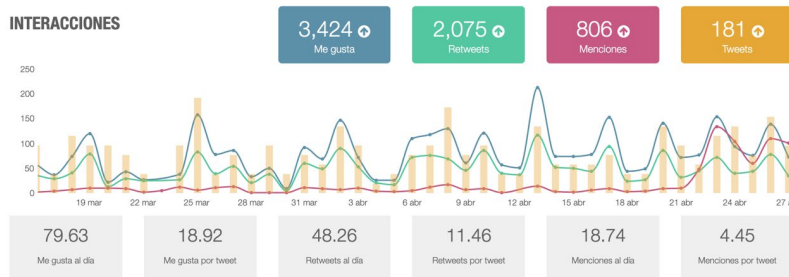 INTERACCIONES
3,424
Me gusta
2,075
Retweets
806
Menciones
181
Tweets
250
200
150
100
50
0
19 mar 22 mar 25 mar 28 mar 31 mar 3 abr 6 abr 9 abr 12 abr 15 abr 18 abr 21 abr 24 abr 27
79.63
Me gusta al día
18.92
Me gusta por tweet
48.26
Retweets al día
11.46
Retweets por tweet
18.74
Menciones al día
4.45
Menciones por tweet